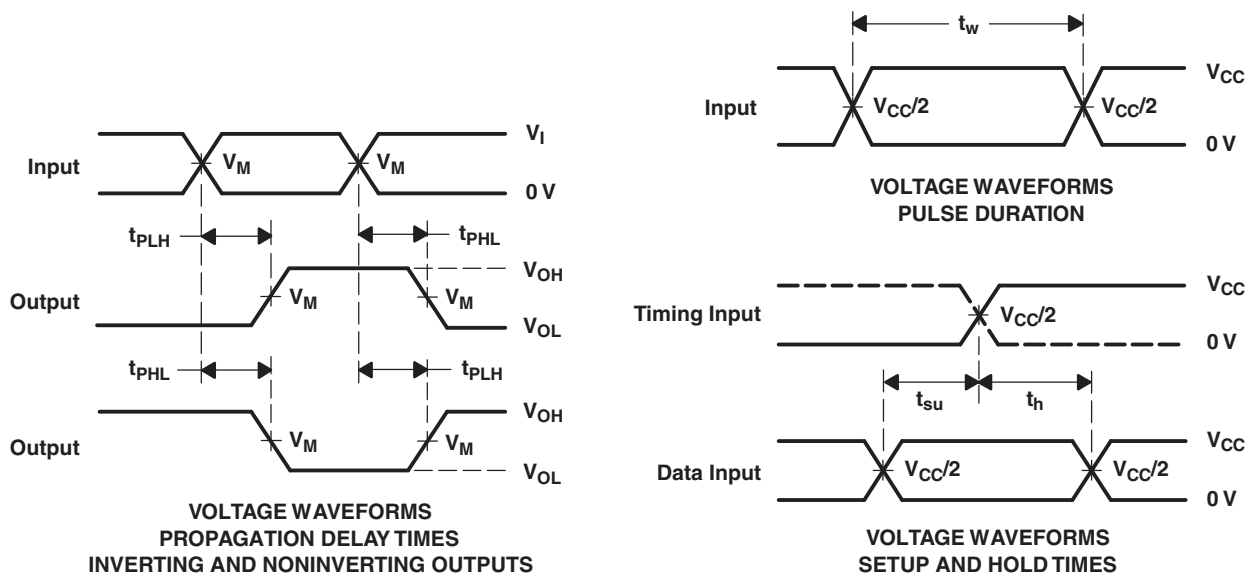 Input
V_M
V_M
V_I
0 V
t_PLH
t_PHL
Output
V_M
V_M
V_OH
V_OL
t_PHL
t_PLH
Output
V_M
V_M
V_OH
V_OL
VOLTAGE WAVEFORMS
PROPAGATION DELAY TIMES
INVERTING AND NONINVERTING OUTPUTS
t_w
Input
V_CC/2
V_CC/2
V_CC
0 V
VOLTAGE WAVEFORMS
PULSE DURATION
Timing Input
V_CC/2
V_CC
0 V
t_su
t_h
Data Input
V_CC/2
V_CC/2
V_CC
0 V
VOLTAGE WAVEFORMS
SETUP AND HOLD TIMES